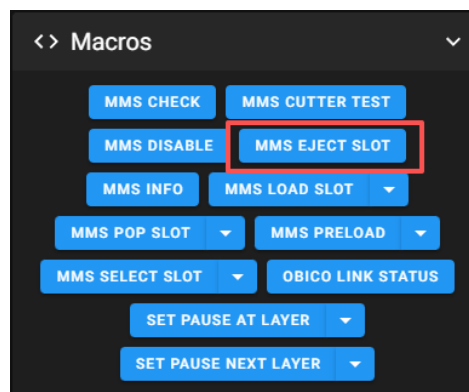 <> Macros
MMS CHECK MMS CUTTER TEST
MMS DISABLE MMS EJECT SLOT
MMS INFO MMS LOAD SLOT
MMS POP SLOT MMS PRELOAD
MMS SELECT SLOT OBICO LINK STATUS
SET PAUSE AT LAYER
SET PAUSE NEXT LAYER